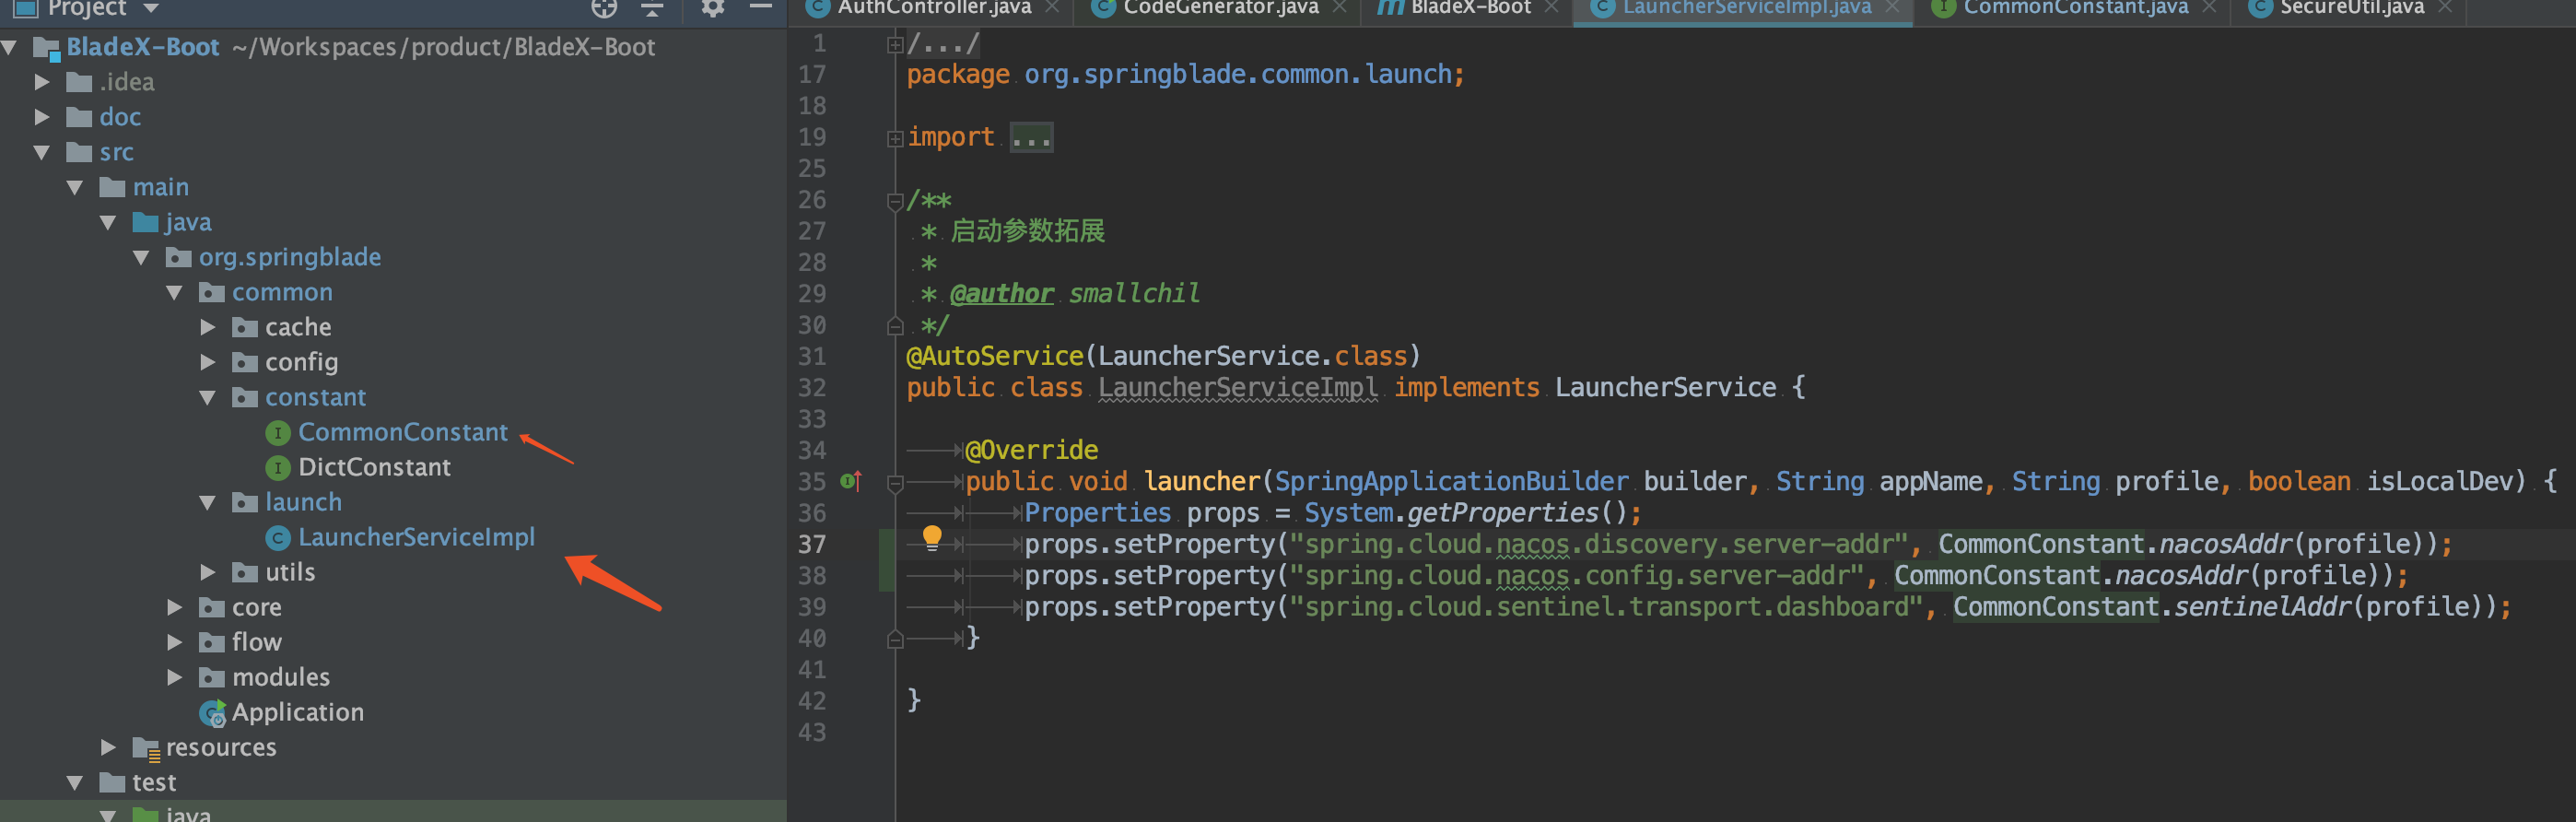 Project
BladeX-Boot ~/Workspaces/product/BladeX-Boot
.idea
doc
src
main
java
org.springblade
common
cache
config
constant
CommonConstant
DictConstant
launch
LauncherServiceImpl
utils
core
flow
modules
Application
resources
test
java
AuthController.java CodeGenerator.java BladeX-Boot LauncherServiceImpl.java CommonConstant.java SecureUtil.java
1 /.../
17 package org.springblade.common.launch;
18
19 import ...
25
26 /**
27 * 启动参数拓展
28 *
29 * @author smallchil
30 */
31 @AutoService(LauncherService.class)
32 public class LauncherServiceImpl implements LauncherService {
33
34 @Override
35 public void launcher(SpringApplicationBuilder builder, String appName, String profile, boolean isLocalDev) {
36 Properties props = System.getProperties();
37 props.setProperty("spring.cloud.nacos.discovery.server-addr", CommonConstant.nacosAddr(profile));
38 props.setProperty("spring.cloud.nacos.config.server-addr", CommonConstant.nacosAddr(profile));
39 props.setProperty("spring.cloud.sentinel.transport.dashboard", CommonConstant.sentinelAddr(profile));
40 }
41
42 }
43